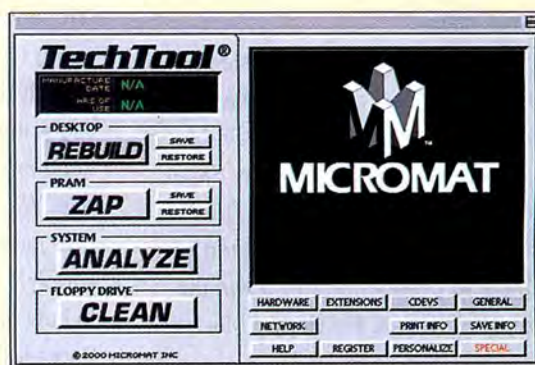 TechTool®
MANUFACTURE DATE N/A
HRS OF USE N/A
DESKTOP
REBUILD
SAVE
RESTORE
PRAM
ZAP
SAVE
RESTORE
SYSTEM
ANALYZE
FLOPPY DRIVE
CLEAN
©2000 MICROMAT INC
MICROMAT™
HARDWARE EXTENSIONS CDEVS GENERAL
NETWORK PRINT INFO SAVE INFO
HELP REGISTER PERSONALIZE SPECIAL